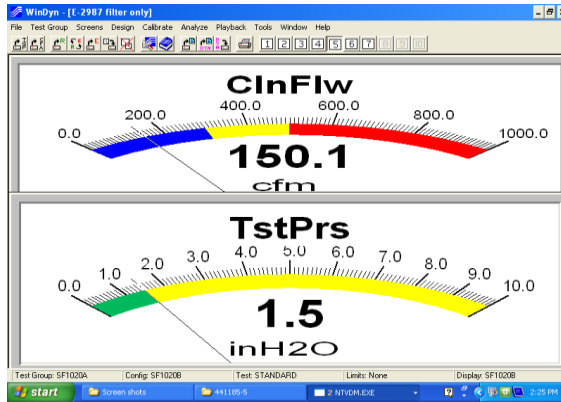 WinDyn - [E-2987 filter only]
File Test Group Screens Design Calibrate Analyze Playback Tools Window Help
1 2 3 4 5 6 7 8 9 10
ClnFlw
0.0 200.0 400.0 600.0 800.0 1000.0
150.1
cfm
TstPrs
0.0 1.0 2.0 3.0 4.0 5.0 6.0 7.0 8.0 9.0 10.0
1.5
inH2O
Test Group: SF1020A Config: SF1020B Test: STANDARD Limits: None Display: SF1020B
start Screen shots 441185-5 2 NTVDM.EXE 2:25 PM